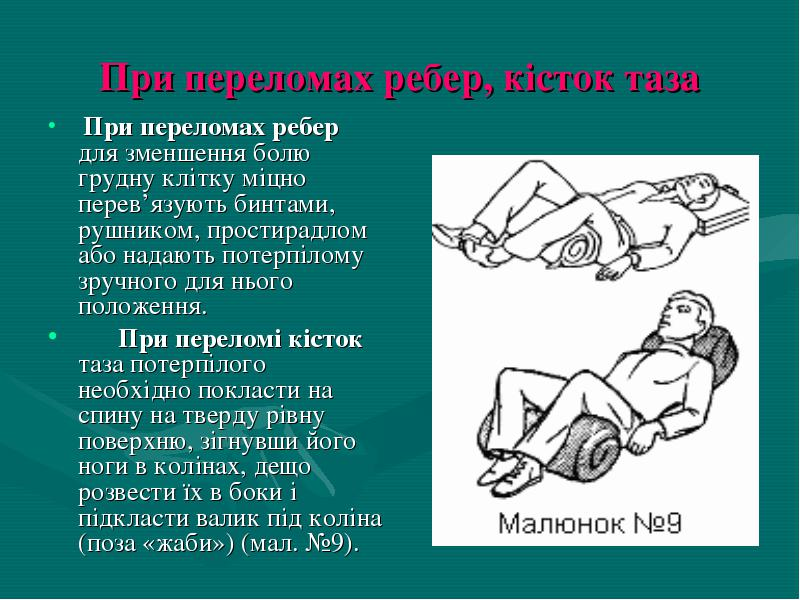 При переломах ребер, кісток таза
• При переломах ребер
для зменшення болю
грудну клітку міцно
перев’язують бинтами,
рушником, простирадлом
або надають потерпілому
зручного для нього
положення.
• При переломі кісток
таза потерпілого
необхідно покласти на
спину на тверду рівну
поверхню, зігнувши його
ноги в колінах, дещо
розвести їх в боки і
підкласти валик під коліна
(поза «жаби») (мал. №9).
Малюнок №9